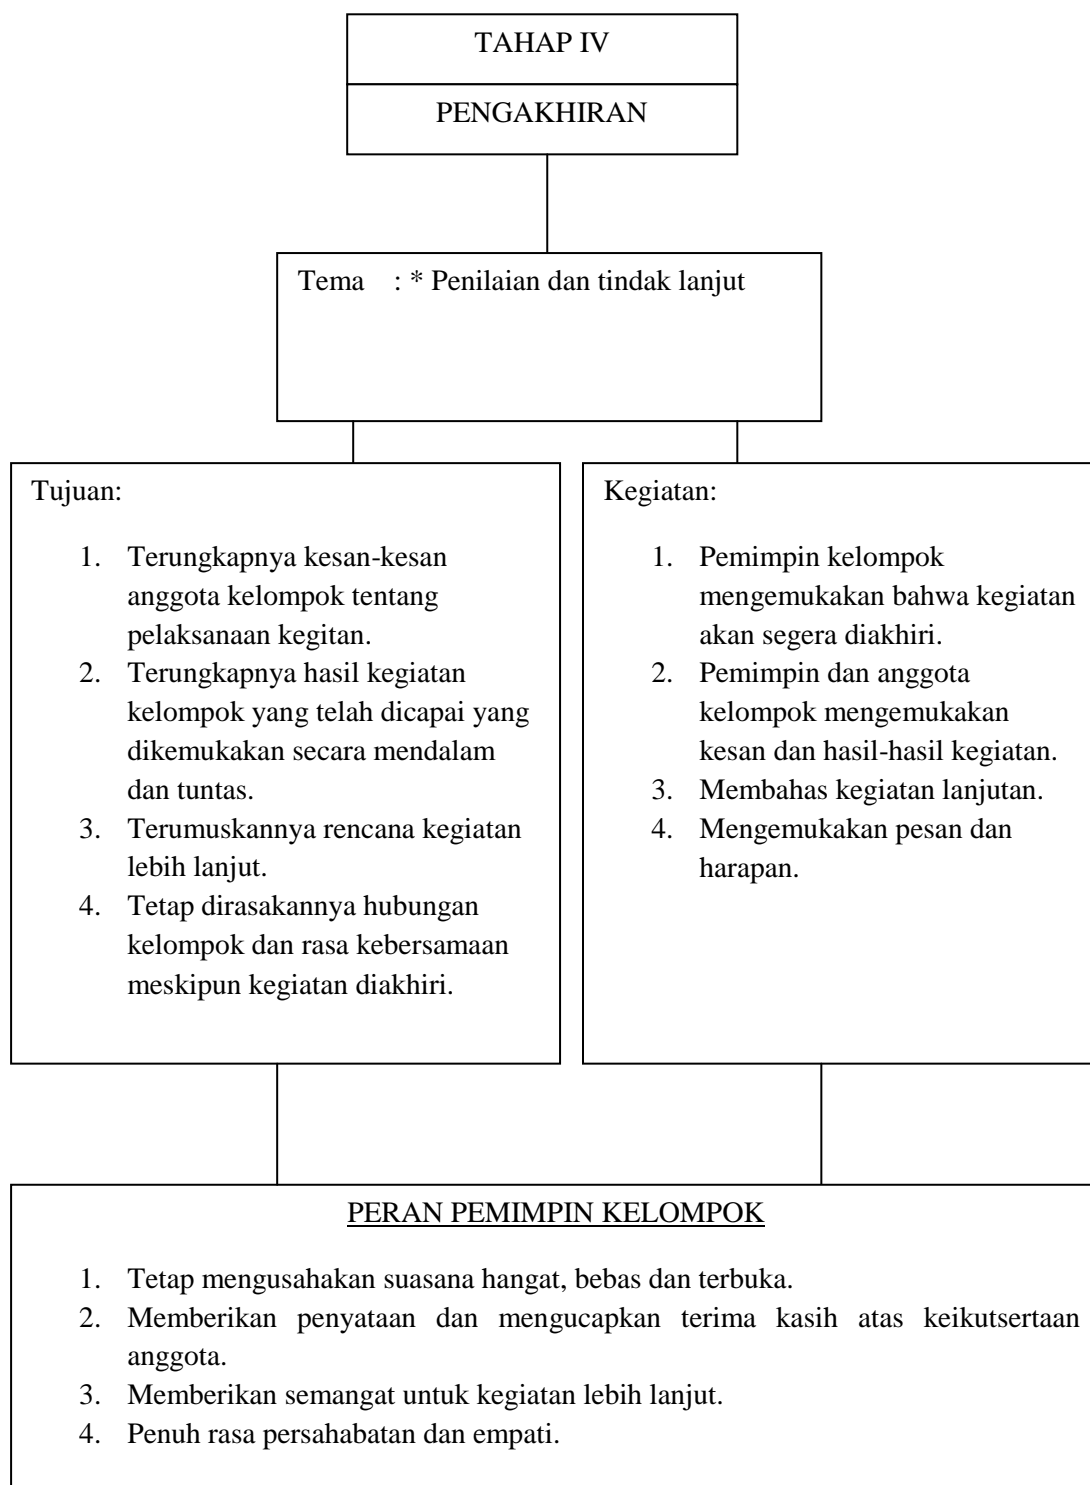 TAHAP IV
PENGAKHIRAN
Tema : * Penilaian dan tindak lanjut
Tujuan:
1. Terungkapnya kesan-kesan
anggota kelompok tentang
pelaksanaan kegitan.
2. Terungkapnya hasil kegiatan
kelompok yang telah dicapai yang
dikemukakan secara mendalam
dan tuntas.
3. Terumuskannya rencana kegiatan
lebih lanjut.
4. Tetap dirasakannya hubungan
kelompok dan rasa kebersamaan
meskipun kegiatan diakhiri.
Kegiatan:
1. Pemimpin kelompok
mengemukakan bahwa kegiatan
akan segera diakhiri.
2. Pemimpin dan anggota
kelompok mengemukakan
kesan dan hasil-hasil kegiatan.
3. Membahas kegiatan lanjutan.
4. Mengemukakan pesan dan
harapan.
PERAN PEMIMPIN KELOMPOK
1. Tetap mengusahakan suasana hangat, bebas dan terbuka.
2. Memberikan penyataan dan mengucapkan terima kasih atas keikutsertaan
anggota.
3. Memberikan semangat untuk kegiatan lebih lanjut.
4. Penuh rasa persahabatan dan empati.